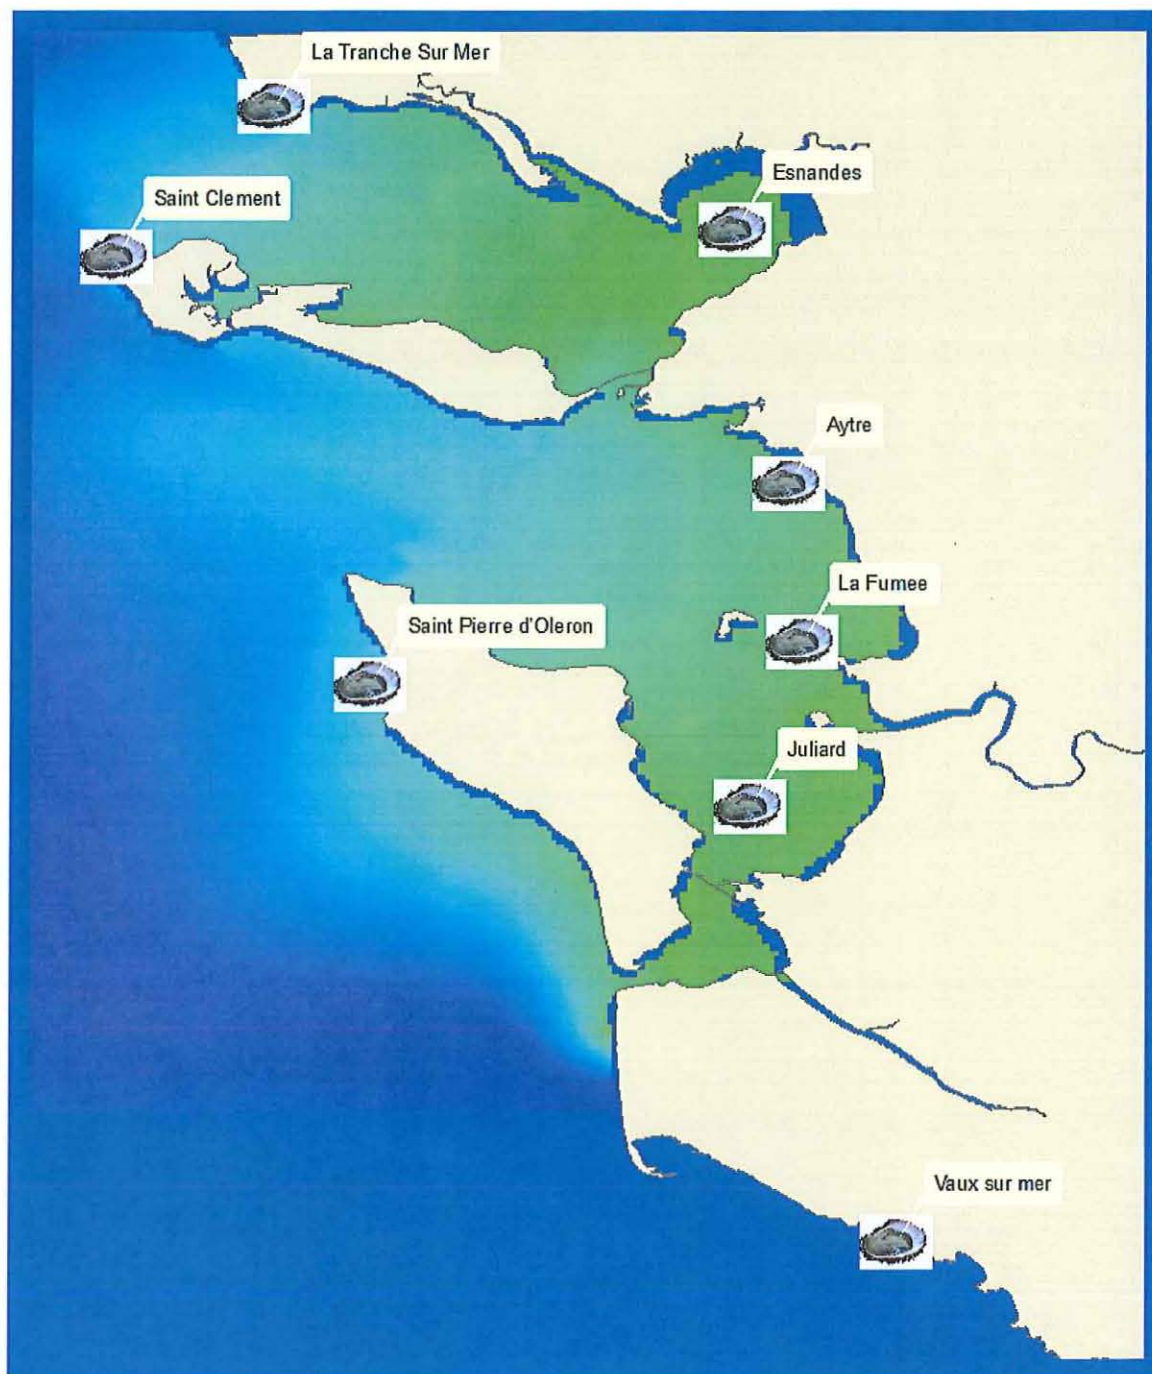 La Tranche Sur Mer
Esnandes
Saint Clement
Aytre
La Fumee
Saint Pierre d'Oleron
Juliard
Vaux sur mer